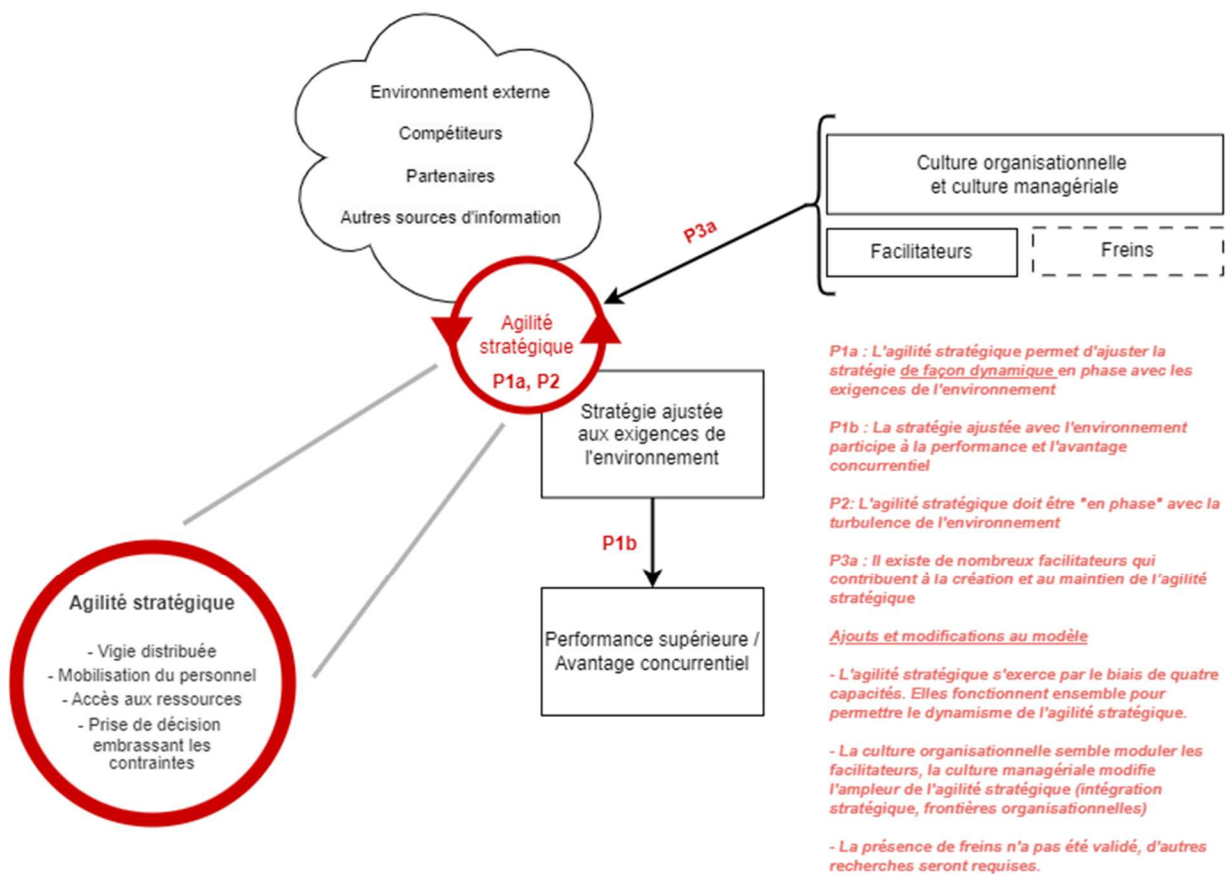 Environnement externe
Compétiteurs
Partenaires
Autres sources d'information
Culture organisationnelle
et culture managériale
Facilitateurs
Freins
P3a
Agilité
stratégique
P1a, P2
Stratégie ajustée
aux exigences de
l'environnement
P1b
Performance supérieure /
Avantage concurrentiel
Agilité stratégique
- Vigie distribuée
- Mobilisation du personnel
- Accès aux ressources
- Prise de décision
embrassant les
contraintes
P1a : L'agilité stratégique permet d'ajuster la
stratégie de façon dynamique en phase avec les
exigences de l'environnement
P1b : La stratégie ajustée avec l'environnement
participe à la performance et l'avantage
concurrentiel
P2: L'agilité stratégique doit être "en phase" avec la
turbulence de l'environnement
P3a : Il existe de nombreux facilitateurs qui
contribuent à la création et au maintien de l'agilité
stratégique
Ajouts et modifications au modèle
- L'agilité stratégique s'exerce par le biais de quatre
capacités. Elles fonctionnent ensemble pour
permettre le dynamisme de l'agilité stratégique.
- La culture organisationnelle semble moduler les
facilitateurs, la culture managériale modifie
l'ampleur de l'agilité stratégique (intégration
stratégique, frontières organisationnelles)
- La présence de freins n'a pas été validé, d'autres
recherches seront requises.